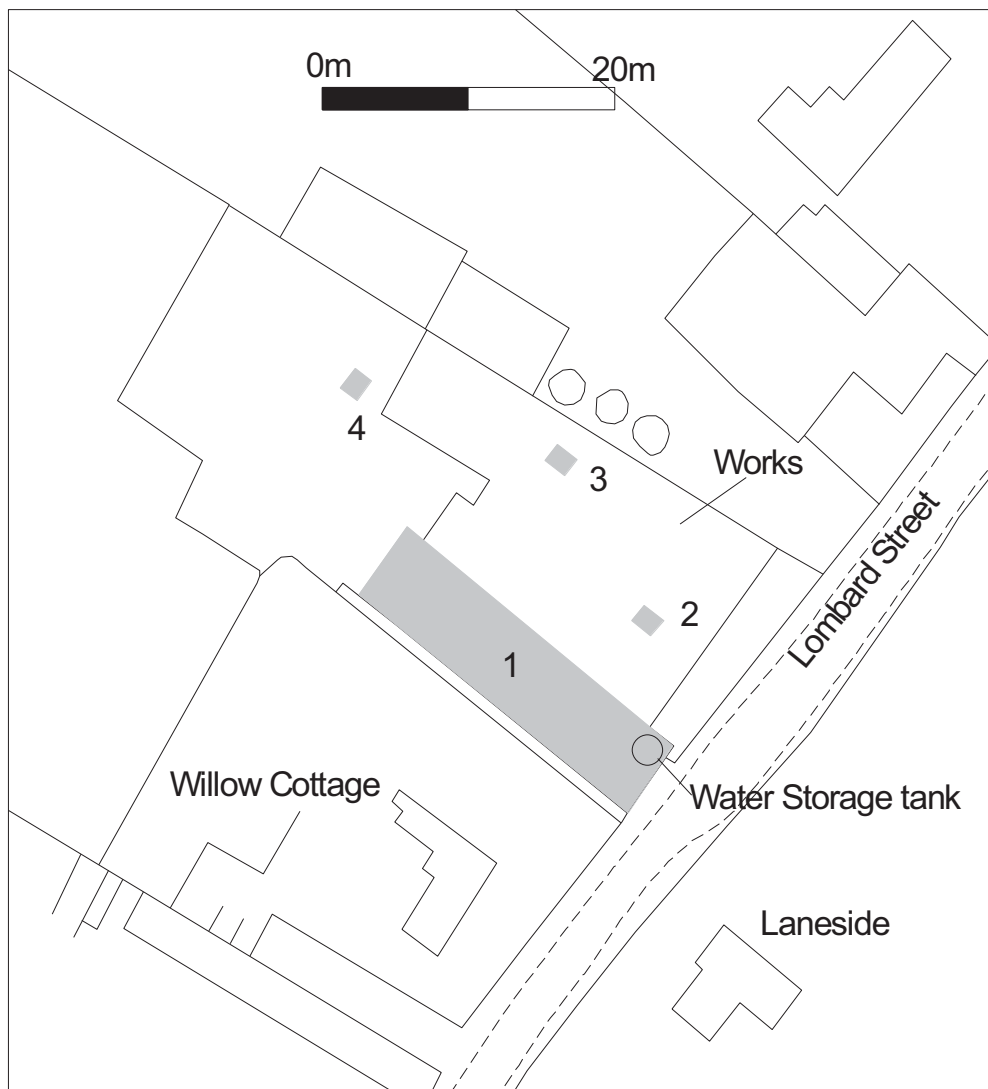 0m 20m
4
3
Works
Lombard Street
2
1
Willow Cottage
Water Storage tank
Laneside